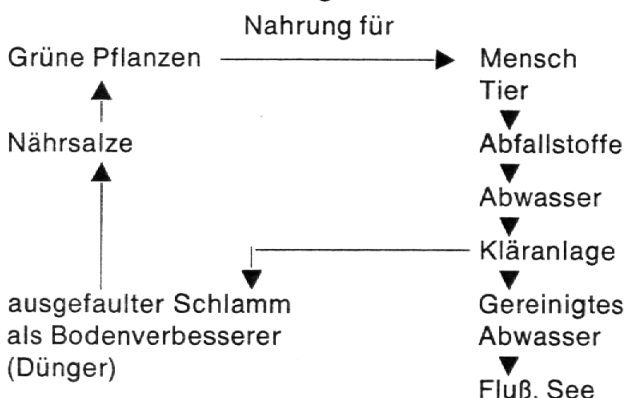 Nahrung für
Grüne Pflanzen
Mensch
Tier
Nährsalze
Abfallstoffe
Abwasser
Kläranlage
ausgefaulter Schlamm
als Bodenverbesserer
(Dünger)
Gereinigtes
Abwasser
Fluß, See